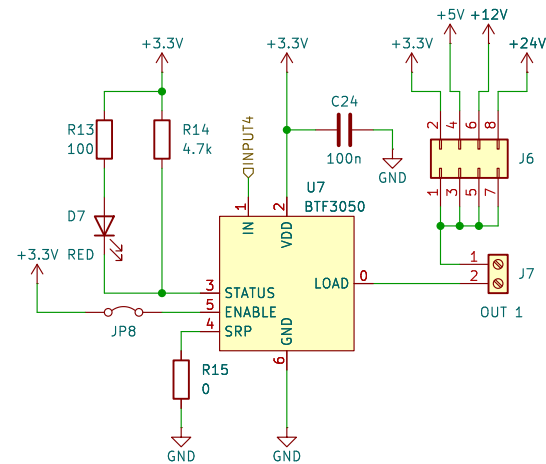 +5V
+12V
+3.3V
+3.3V
+3.3V
+24V
C24
100n
GND
R13
100
R14
4.7k
INPUT4
2
4
6
8
J6
1
3
5
7
U7
BTF3050
1
2
IN
VDD
D7
RED
+3.3V
3
STATUS
5
ENABLE
4
SRP
LOAD
0
GND
6
1
2
J7
OUT 1
JP8
R15
0
GND
GND